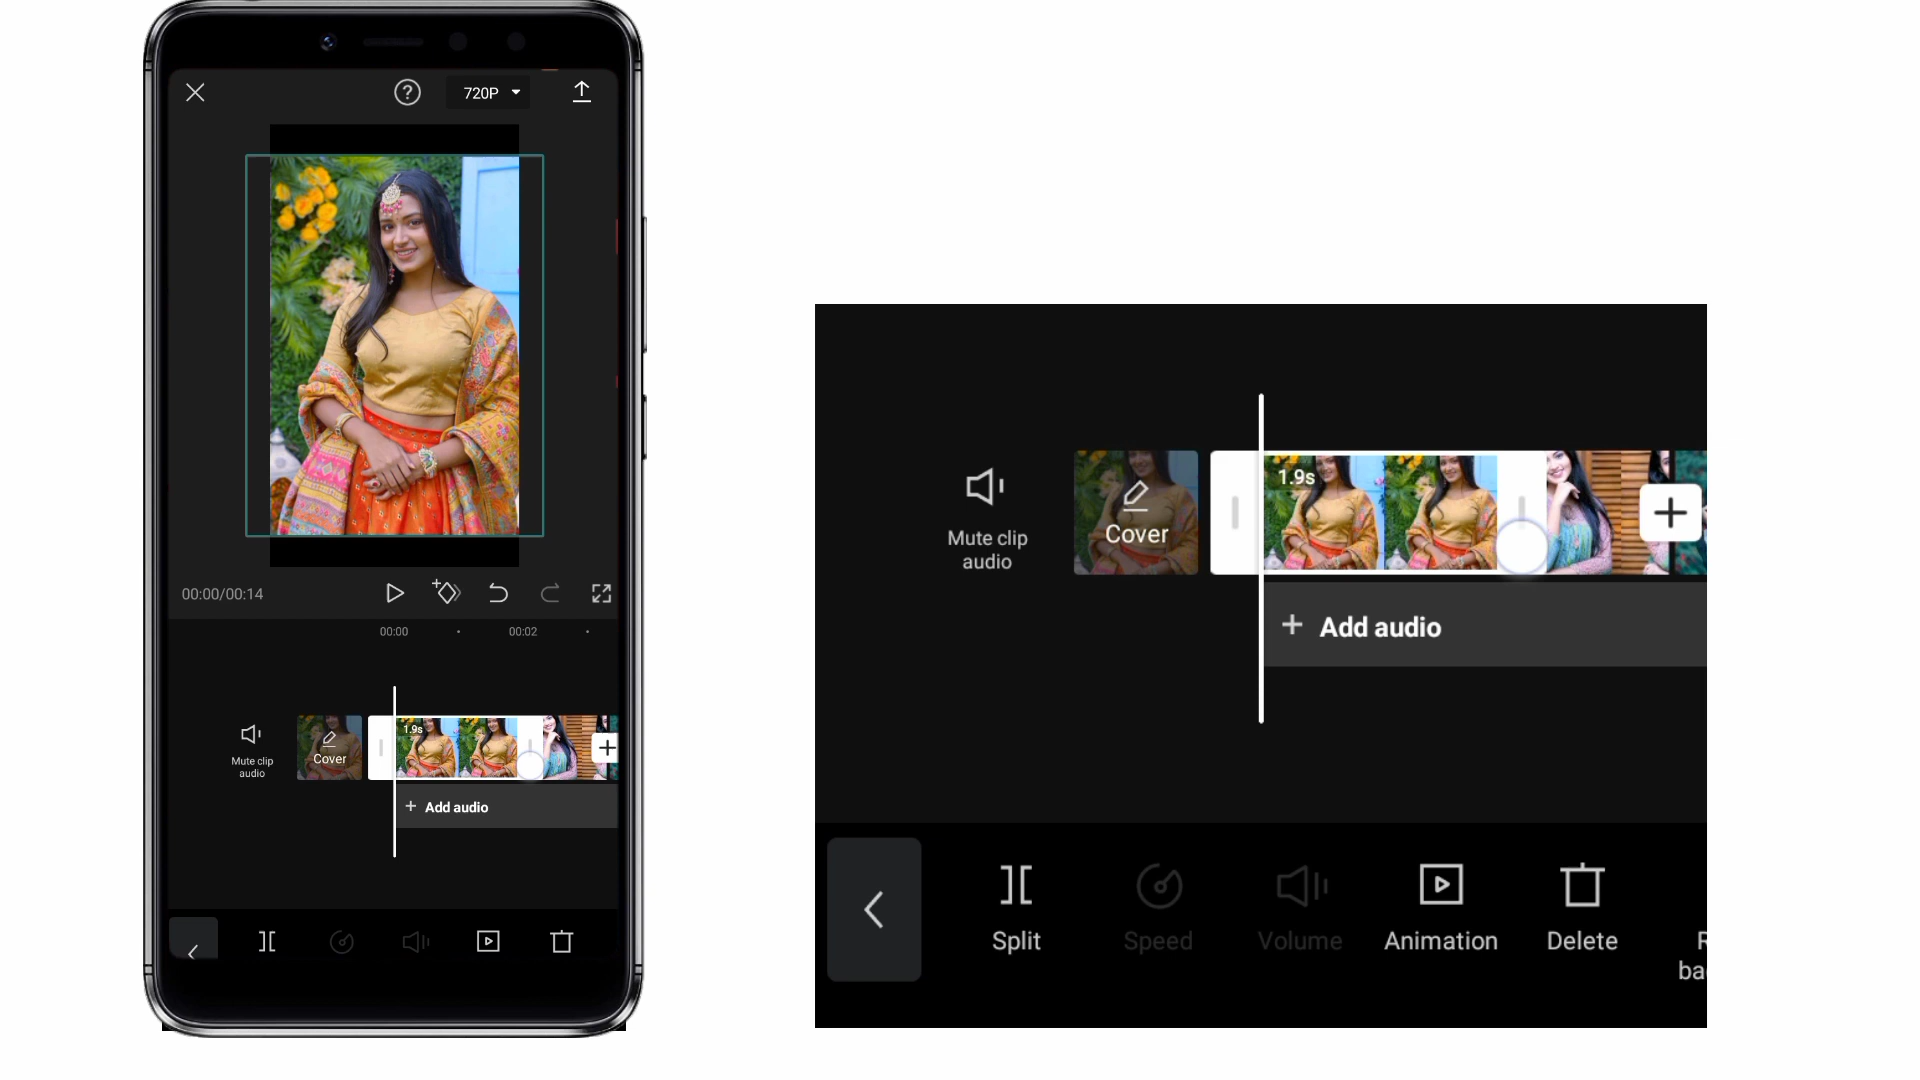 720P
00:00/00:14
00:00
00:02
1.9s
Mute clip
audio
Cover
+ Add audio
1.9s
Mute clip
audio
Cover
+ Add audio
Split
Speed
Volume
Animation
Delete